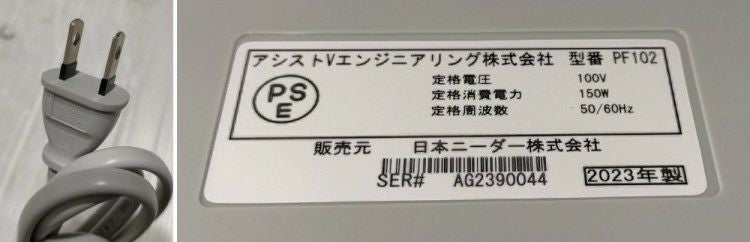 アシストVエンジニアリング株式会社 型番 PF102
PS
E
定格電圧 100V
定格消費電力 150W
定格周波数 50/60Hz
販売元 日本ニーダー株式会社
SER# AG2390044
2023年製